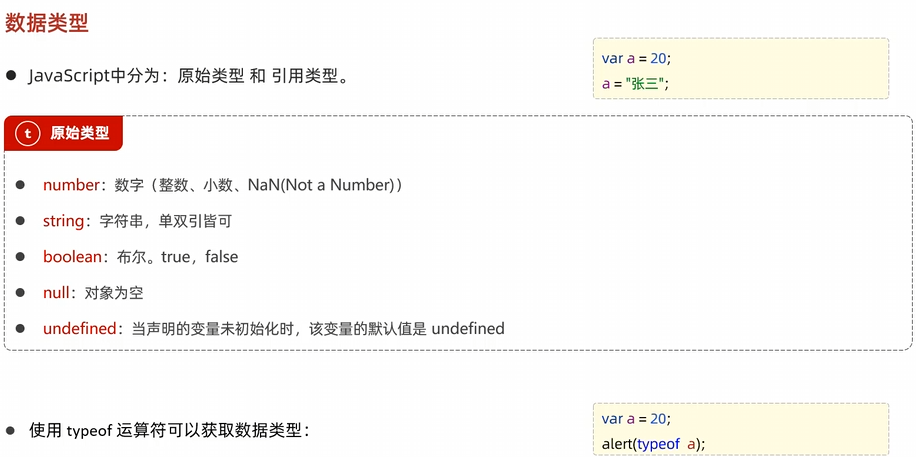 数据类型
● JavaScript中分为：原始类型 和 引用类型。
var a = 20;
a = "张三";
t 原始类型
● number：数字（整数、小数、NaN(Not a Number)）
● string：字符串，单双引皆可
● boolean：布尔。true，false
● null：对象为空
● undefined：当声明的变量未初始化时，该变量的默认值是 undefined
● 使用 typeof 运算符可以获取数据类型：
var a = 20;
alert(typeof a);